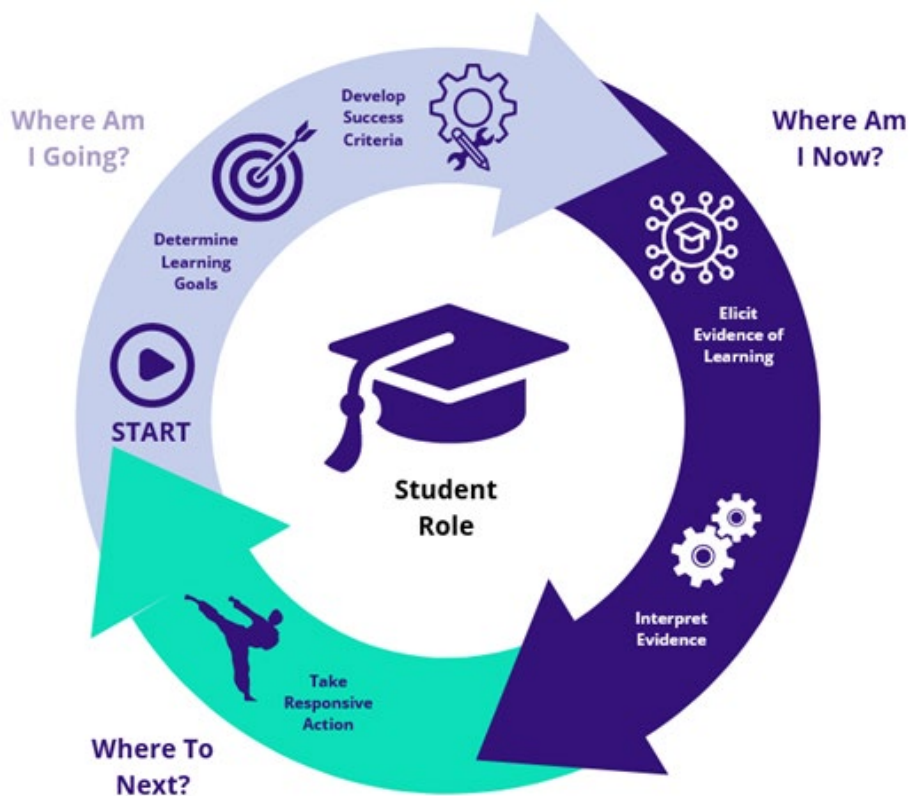 Where Am
I Going?
Develop
Success
Criteria
Determine
Learning
Goals
START
Where Am
I Now?
Elicit
Evidence of
Learning
Interpret
Evidence
Take
Responsive
Action
Where To
Next?
Student
Role